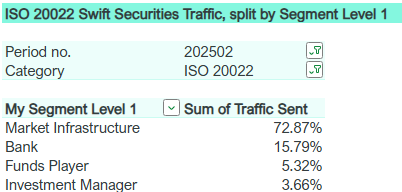 ISO 20022 Swift Securities Traffic, split by Segment Level 1
Period no. 202502
Category ISO 20022
My Segment Level 1 Sum of Traffic Sent
Market Infrastructure 72.87%
Bank 15.79%
Funds Player 5.32%
Investment Manager 3.66%